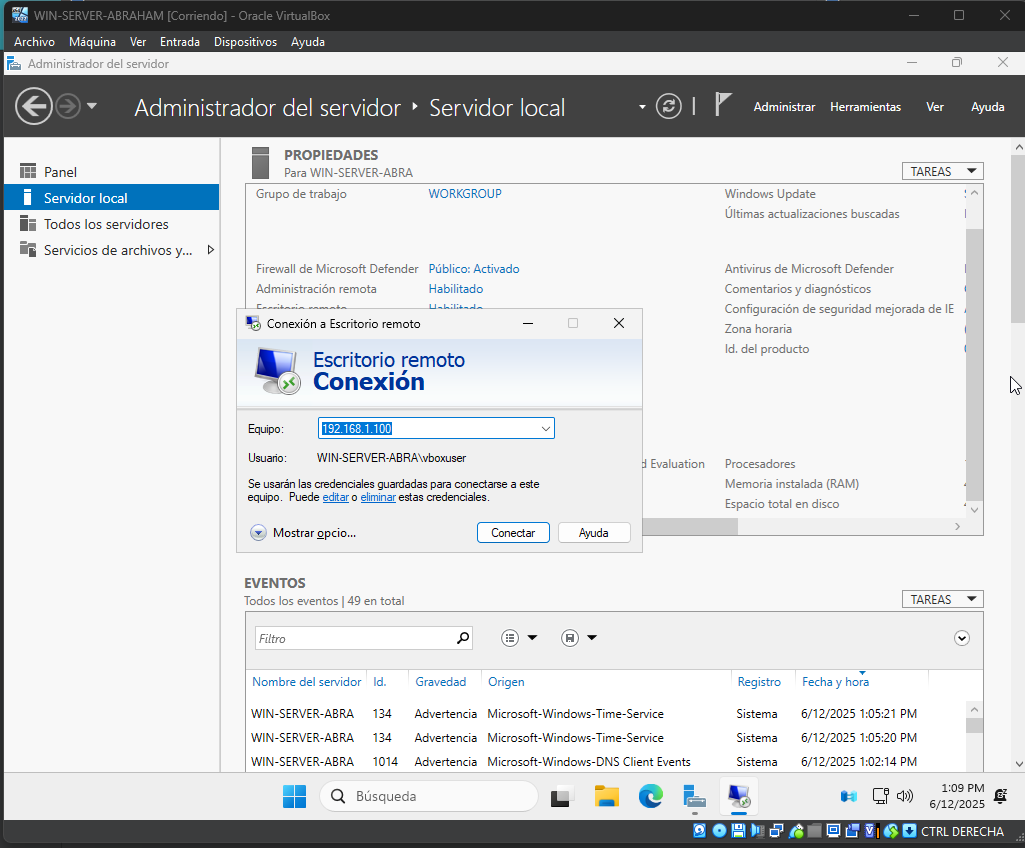 WIN-SERVER-ABRAHAM [Corriendo] - Oracle VirtualBox
Archivo Máquina Ver Entrada Dispositivos Ayuda
Administrador del servidor
Administrador del servidor Servidor local
Administrar Herramientas Ver Ayuda
Panel
Servidor local
Todos los servidores
Servicios de archivos y...
PROPIEDADES
Para WIN-SERVER-ABRA
TAREAS
Grupo de trabajo WORKGROUP Windows Update
Últimas actualizaciones buscadas
Firewall de Microsoft Defender Público: Activado Antivirus de Microsoft Defender
Administración remota Habilitado Comentarios y diagnósticos
Escritorio remoto Habilitado Configuración de seguridad mejorada de IE
Zona horaria
Id. del producto
Conexión a Escritorio remoto
Escritorio remoto
Conexión
Equipo: 192.168.1.100
Usuario: WIN-SERVER-ABRA\vboxuser
Se usarán las credenciales guardadas para conectarse a este
equipo. Puede editar o eliminar estas credenciales.
Mostrar opcio... Conectar Ayuda
d Evaluation Procesadores
Memoria instalada (RAM)
Espacio total en disco
EVENTOS
Todos los eventos | 49 en total
TAREAS
Filtro
Nombre del servidor Id. Gravedad Origen Registro Fecha y hora
WIN-SERVER-ABRA 134 Advertencia Microsoft-Windows-Time-Service Sistema 6/12/2025 1:05:21 PM
WIN-SERVER-ABRA 134 Advertencia Microsoft-Windows-Time-Service Sistema 6/12/2025 1:05:20 PM
WIN-SERVER-ABRA 1014 Advertencia Microsoft-Windows-DNS Client Events Sistema 6/12/2025 1:02:14 PM
Búsqueda
1:09 PM
6/12/2025
CTRL DERECHA